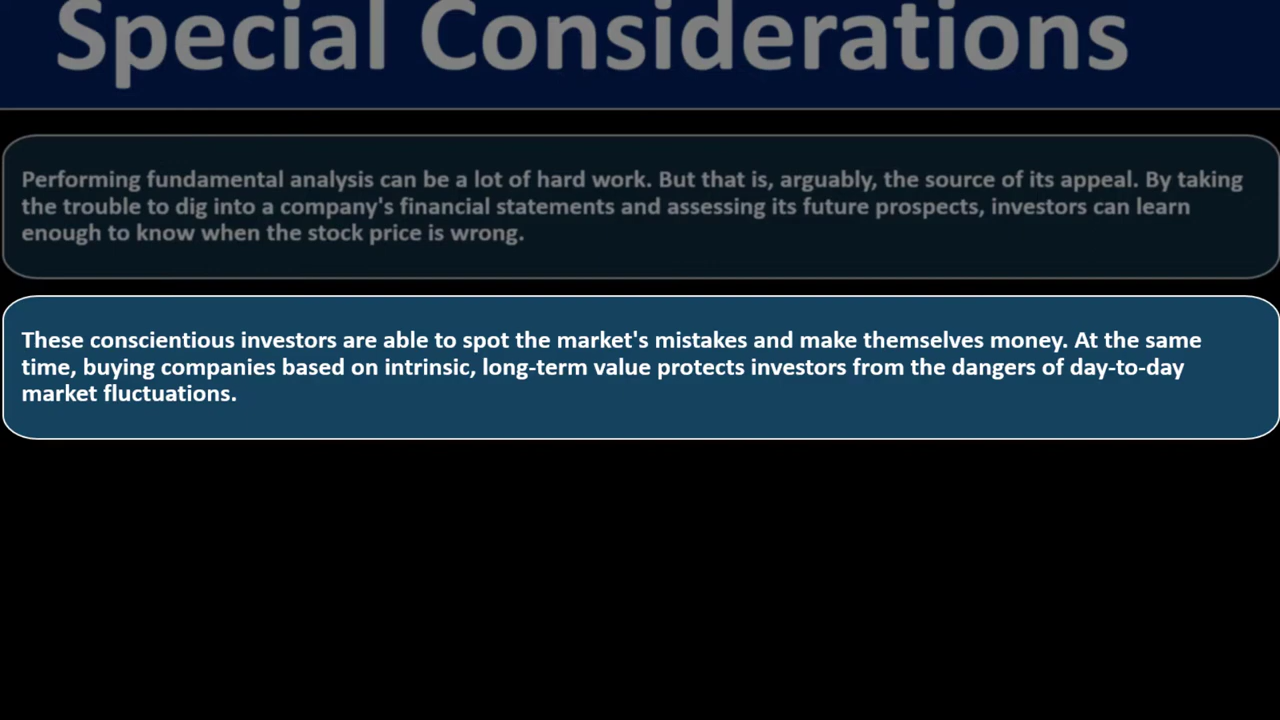 Special Considerations
Performing fundamental analysis can be a lot of hard work. But that is, arguably, the source of its appeal. By taking
the trouble to dig into a company's financial statements and assessing its future prospects, investors can learn
enough to know when the stock price is wrong.
These conscientious investors are able to spot the market's mistakes and make themselves money. At the same
time, buying companies based on intrinsic, long-term value protects investors from the dangers of day-to-day
market fluctuations.